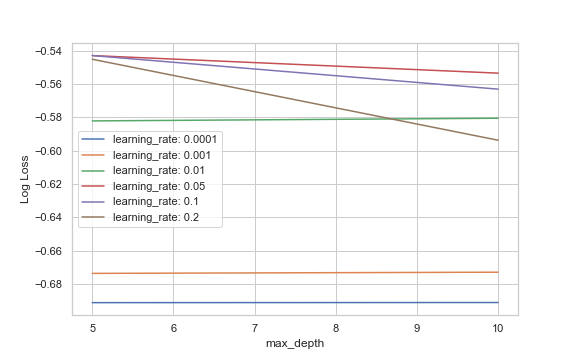 −0.54
−0.56
−0.58
−0.60
−0.62
−0.64
−0.66
−0.68
Log Loss
learning_rate: 0.0001
learning_rate: 0.001
learning_rate: 0.01
learning_rate: 0.05
learning_rate: 0.1
learning_rate: 0.2
5 6 7 8 9 10
max_depth